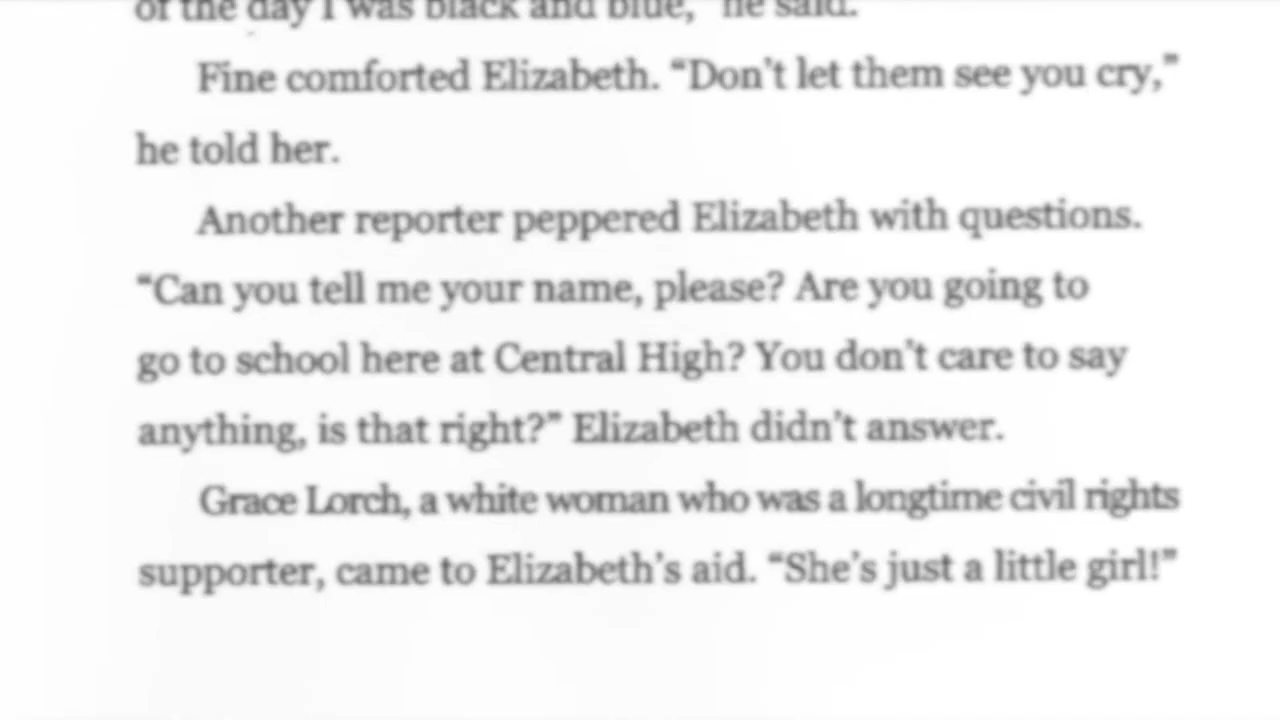 of the day I was black and blue," he said.
Fine comforted Elizabeth. “Don’t let them see you cry,”
he told her.
Another reporter peppered Elizabeth with questions.
“Can you tell me your name, please? Are you going to
go to school here at Central High? You don’t care to say
anything, is that right?” Elizabeth didn’t answer.
Grace Lorch, a white woman who was a longtime civil rights
supporter, came to Elizabeth’s aid. “She’s just a little girl!”